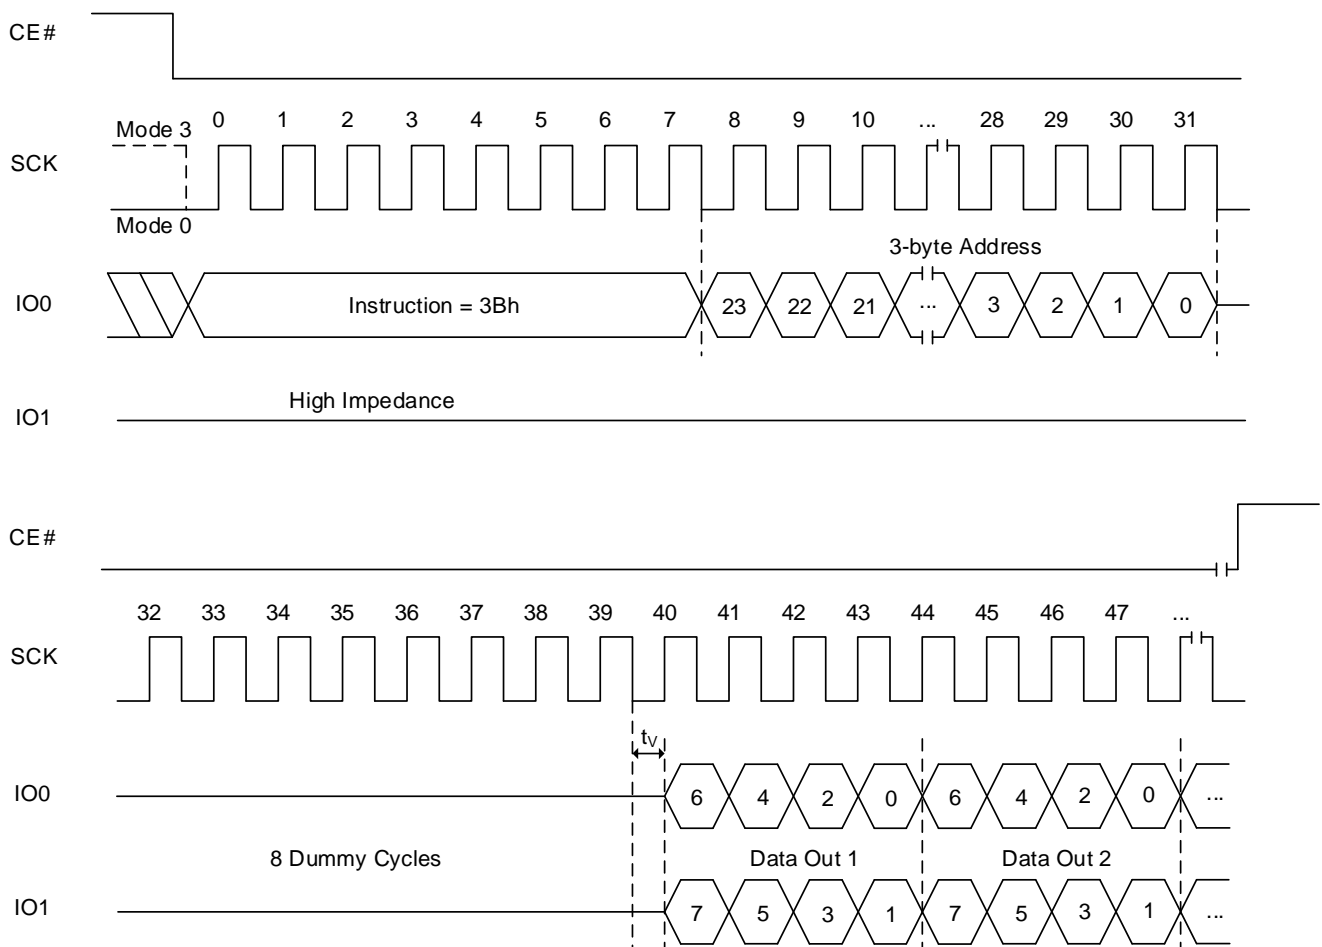 CE#
Mode 3 0 1 2 3 4 5 6 7 8 9 10 ... 28 29 30 31
SCK
Mode 0
3-byte Address
IO0 Instruction = 3Bh 23 22 21 ... 3 2 1 0
High Impedance
IO1
CE#
32 33 34 35 36 37 38 39 40 41 42 43 44 45 46 47 ...
SCK
tV
IO0 6 4 2 0 6 4 2 0 ...
8 Dummy Cycles Data Out 1 Data Out 2
IO1 7 5 3 1 7 5 3 1 ...